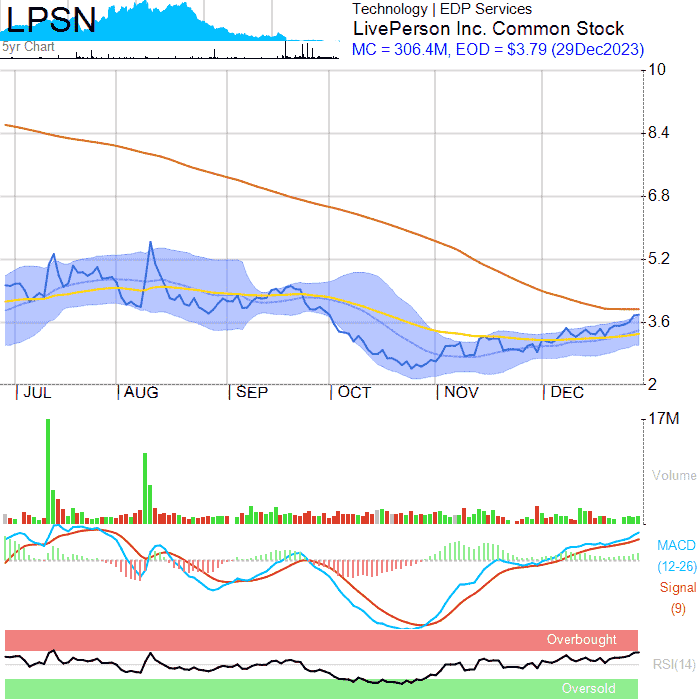 LPSN
5yr Chart
Technology | EDP Services
LivePerson Inc. Common Stock
MC = 306.4M, EOD = $3.79 (29Dec2023)
10
8.4
6.8
5.2
3.6
2
JUL AUG SEP OCT NOV DEC
17M
Volume
MACD
(12-26)
Signal
(9)
Overbought
RSI(14)
Oversold